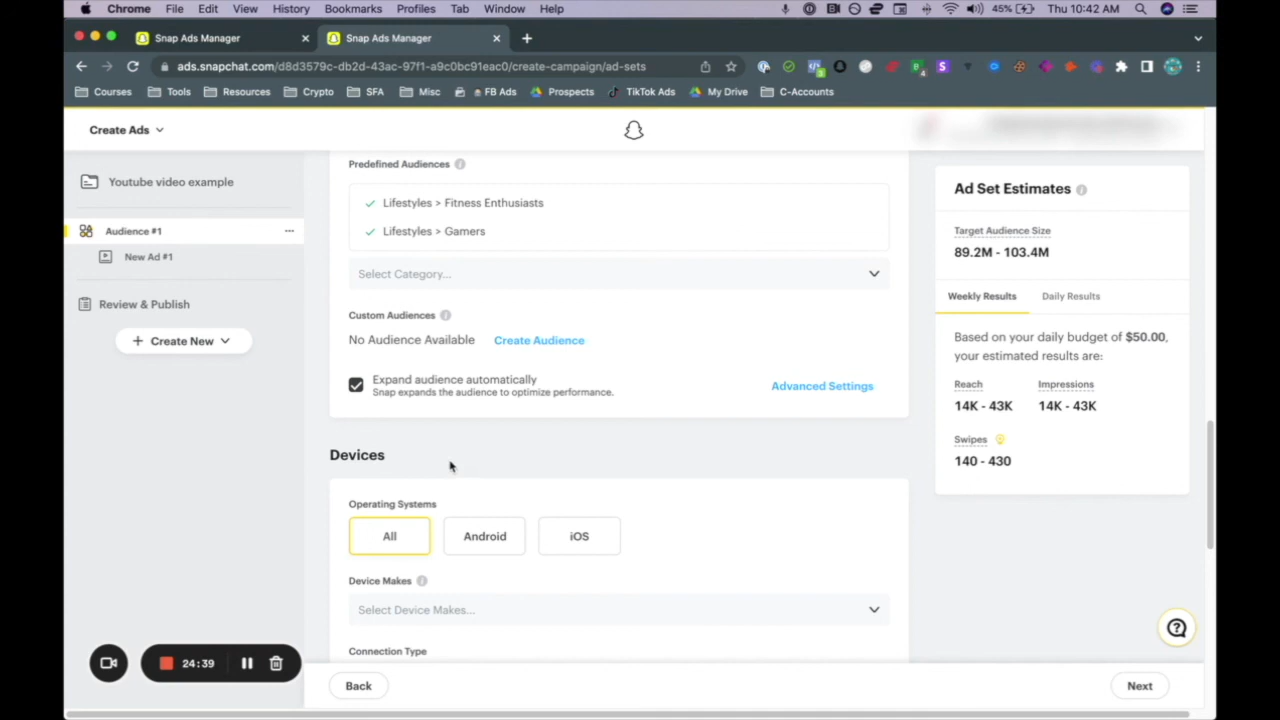 Chrome File Edit View History Bookmarks Profiles Tab Window Help 45% Thu 10:42 AM
Snap Ads Manager Snap Ads Manager
ads.snapchat.com/d8d3579c-db2d-43ac-97f1-a9c0bc91eac0/create-campaign/ad-sets
Courses Tools Resources Crypto SFA Misc FB Ads Prospects TikTok Ads My Drive C-Accounts
Create Ads
Youtube video example
Audience #1
New Ad #1
Review & Publish
+ Create New
Predefined Audiences
Lifestyles > Fitness Enthusiasts
Lifestyles > Gamers
Select Category...
Custom Audiences
No Audience Available Create Audience
Expand audience automatically
Snap expands the audience to optimize performance.
Advanced Settings
Devices
Operating Systems
All Android iOS
Device Makes
Select Device Makes...
Connection Type
Back Next
Ad Set Estimates
Target Audience Size
89.2M - 103.4M
Weekly Results Daily Results
Based on your daily budget of $50.00,
your estimated results are:
Reach Impressions
14K - 43K 14K - 43K
Swipes
140 - 430
24:39